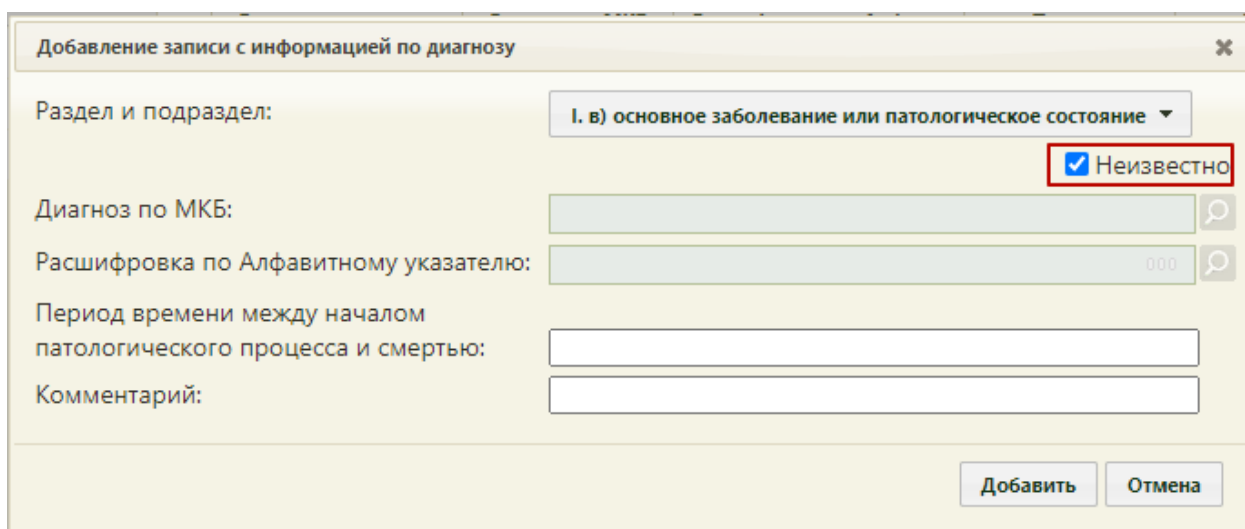 Добавление записи с информацией по диагнозу
Раздел и подраздел:
I. в) основное заболевание или патологическое состояние
Неизвестно
Диагноз по МКБ:
Расшифровка по Алфавитному указателю:
000
Период времени между началом
патологического процесса и смертью:
Комментарий:
Добавить
Отмена